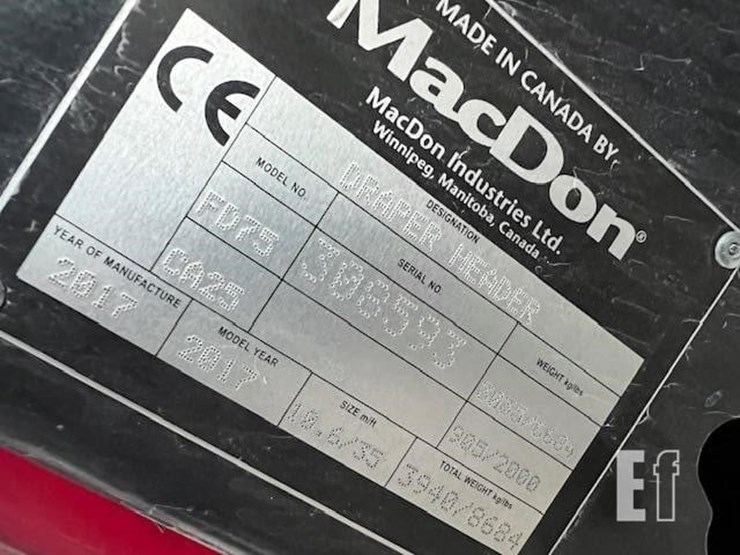 MADE IN CANADA BY
MacDon®
MacDon Industries Ltd.
Winnipeg, Manitoba, Canada
CE
DESIGNATION
DRAPER HEADER
MODEL NO.
SERIAL NO.
WEIGHT kg/lbs
FD75
308593
CA25
905/2000
YEAR OF MANUFACTURE
MODEL YEAR
SIZE m/ft
TOTAL WEIGHT kg/lbs
2017
2017
10.6/35
3940/8684
Ef